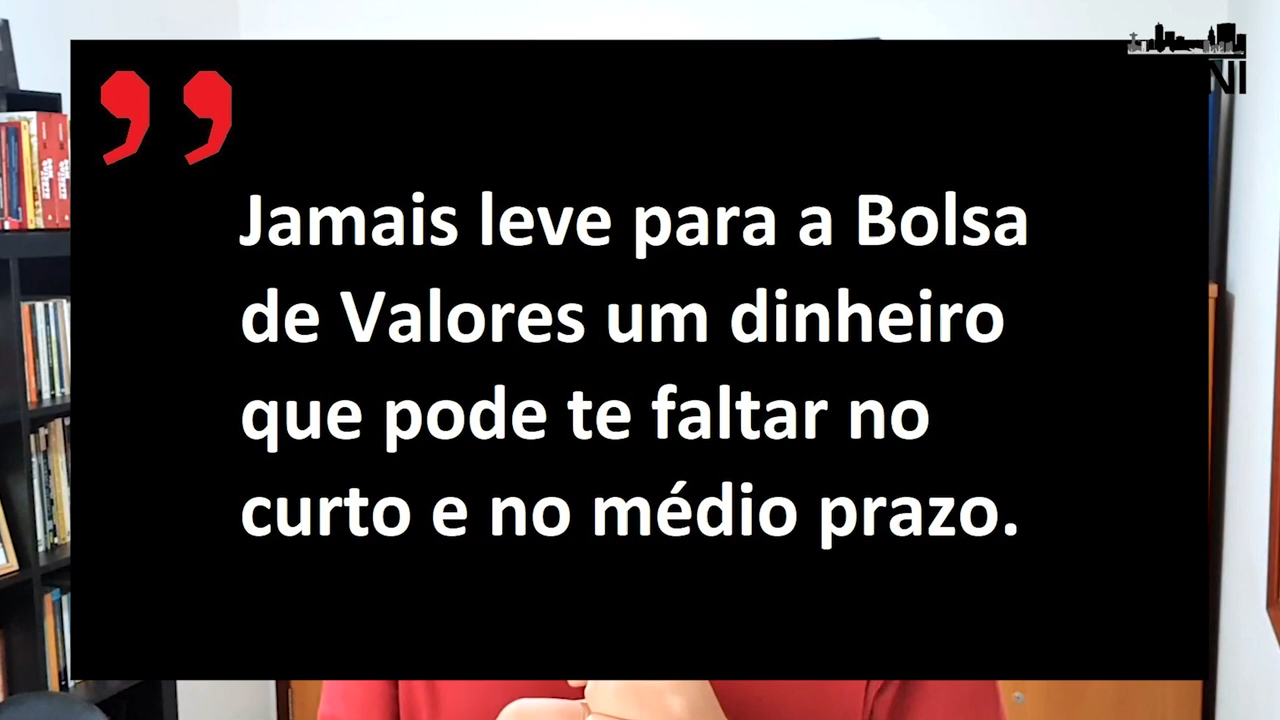 Jamais leve para a Bolsa
de Valores um dinheiro
que pode te faltar no
curto e no médio prazo.